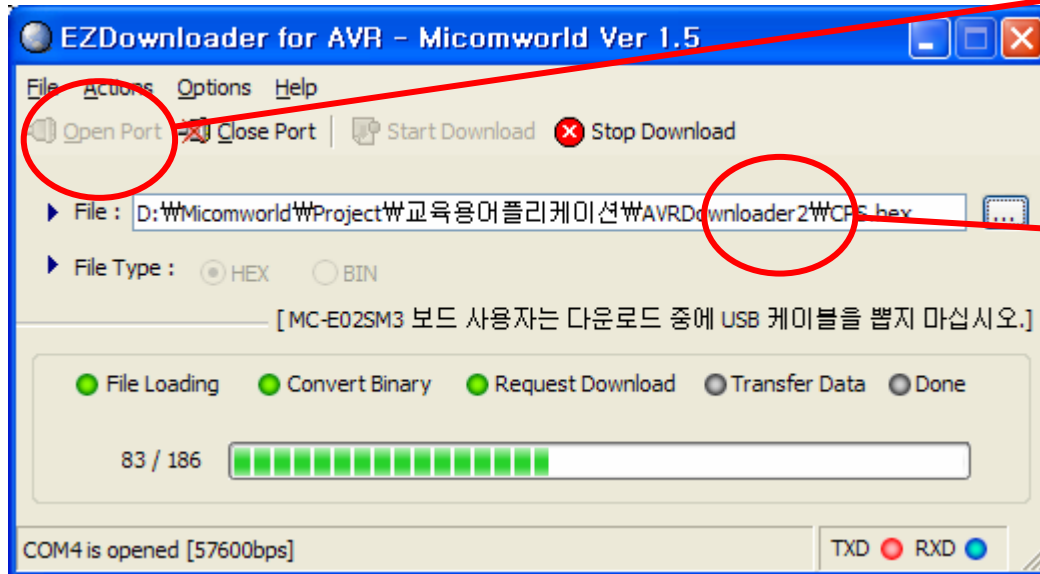 EZDownloader for AVR - Micomworld Ver 1.5
File Actions Options Help
Open Port Close Port Start Download Stop Download
File : D:₩Micomworld₩Project₩교육용어플리케이션₩AVRDownloader2₩CPS.hex ...
File Type : HEX BIN
[ MC-E02SM3 보드 사용자는 다운로드 중에 USB 케이블을 뽑지 마십시오.]
File Loading Convert Binary Request Download Transfer Data Done
83 / 186
COM4 is opened [57600bps] TXD RXD